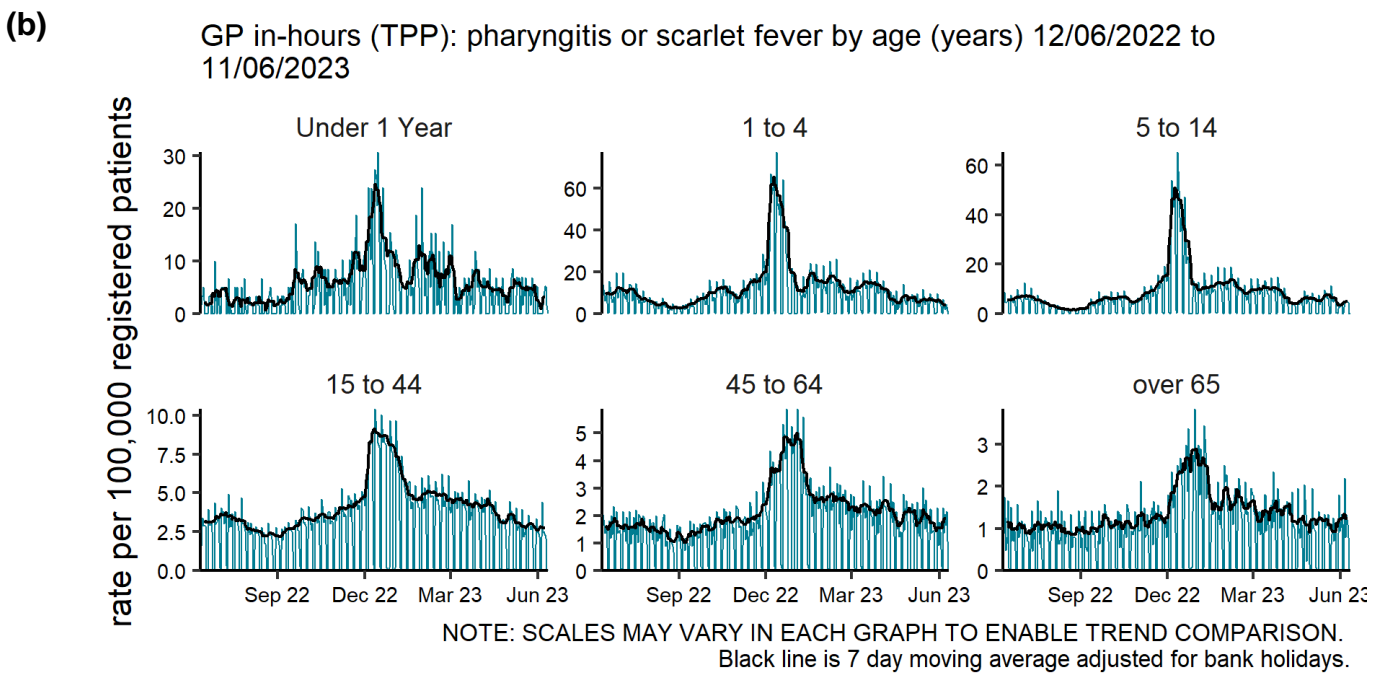 (b)
GP in-hours (TPP): pharyngitis or scarlet fever by age (years) 12/06/2022 to
11/06/2023
rate per 100,000 registered patients
Under 1 Year
30
20
10
0
1 to 4
60
40
20
0
5 to 14
60
40
20
0
15 to 44
10.0
7.5
5.0
2.5
0.0
Sep 22 Dec 22 Mar 23 Jun 23
45 to 64
5
4
3
2
1
0
Sep 22 Dec 22 Mar 23 Jun 23
over 65
3
2
1
0
Sep 22 Dec 22 Mar 23 Jun 2
NOTE: SCALES MAY VARY IN EACH GRAPH TO ENABLE TREND COMPARISON.
Black line is 7 day moving average adjusted for bank holidays.